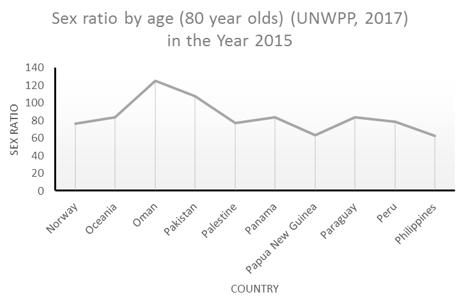 Sex ratio by age (80 year olds) (UNWPP, 2017)
in the Year 2015
SEX RATIO
140
120
100
80
60
40
20
0
Norway
Oceania
Oman
Pakistan
Palestine
Panama
Papua New Guinea
Paraguay
Peru
Philippines
COUNTRY